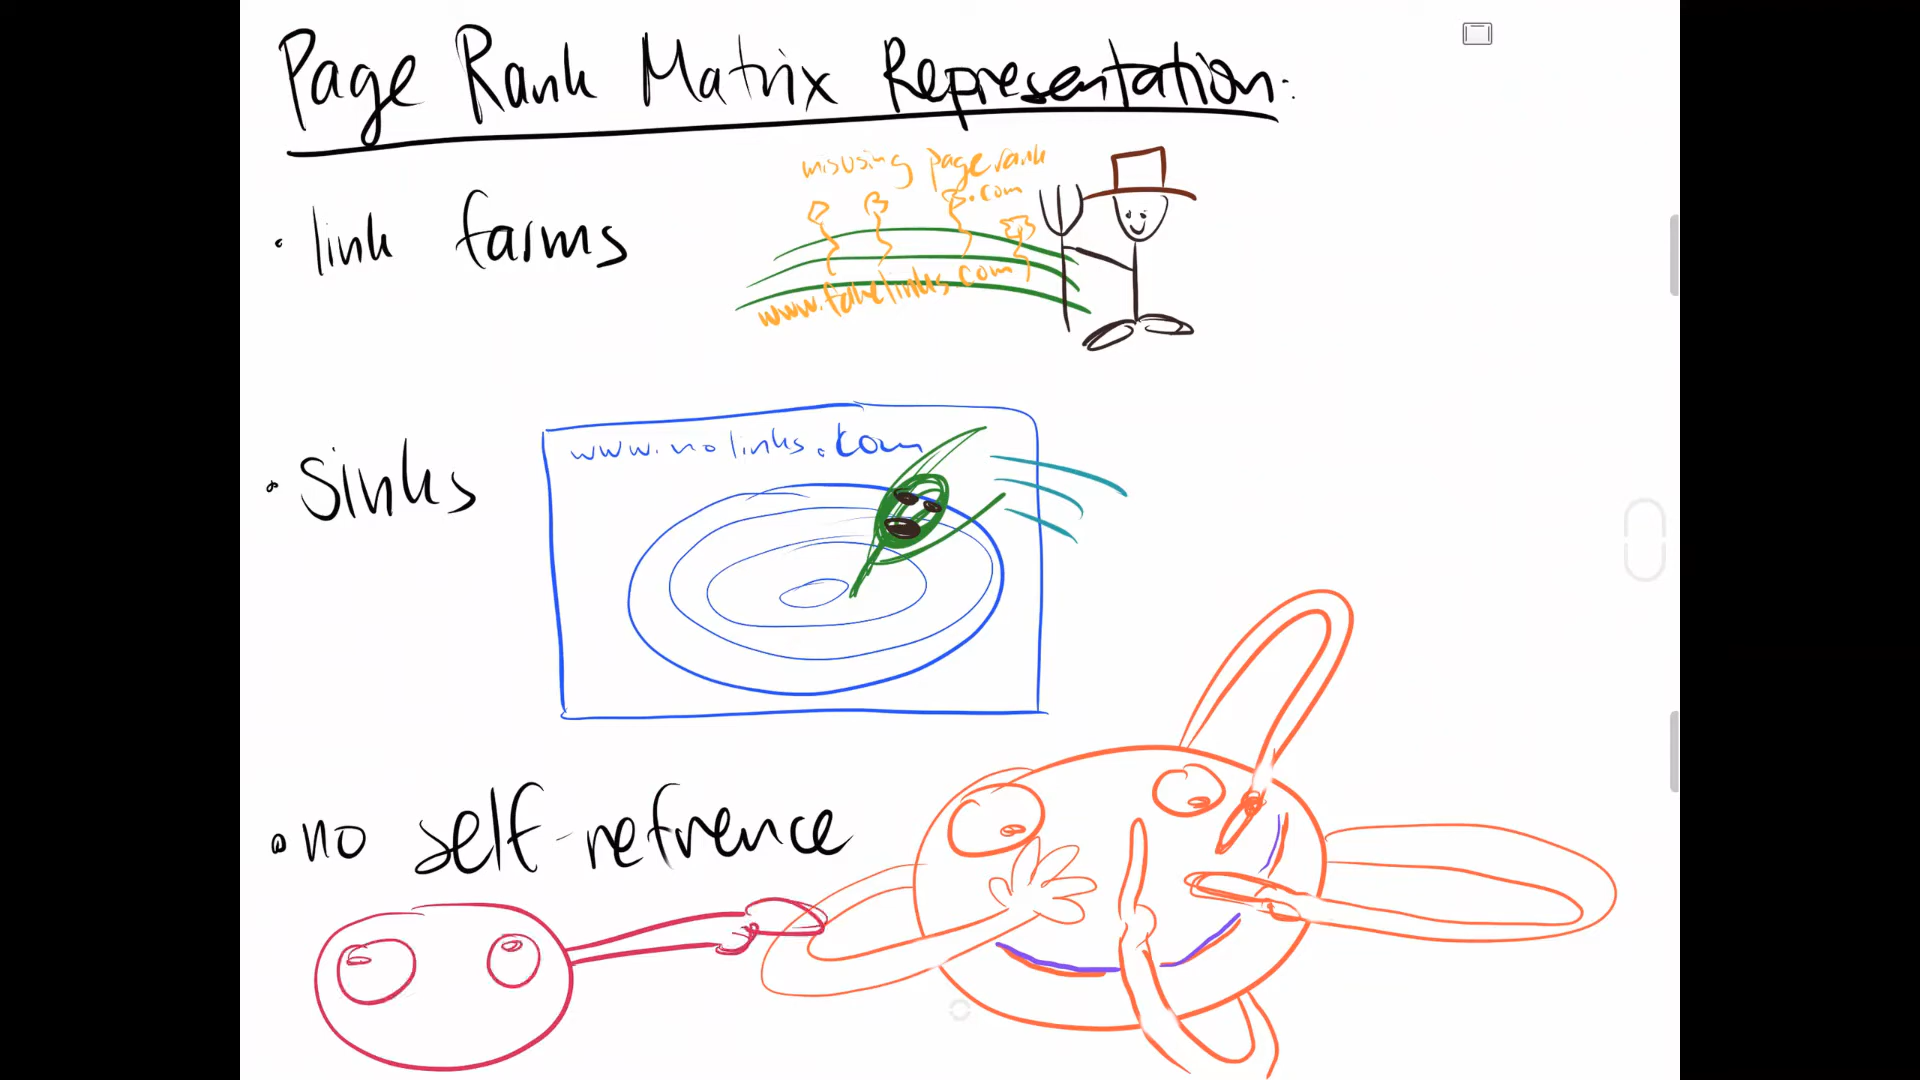 Page Rank Matrix Representation:
misusing pagerank
.com
• link farms
www.fakelinks.com
www.nolinks.com
• Sinks
• no self-refrence